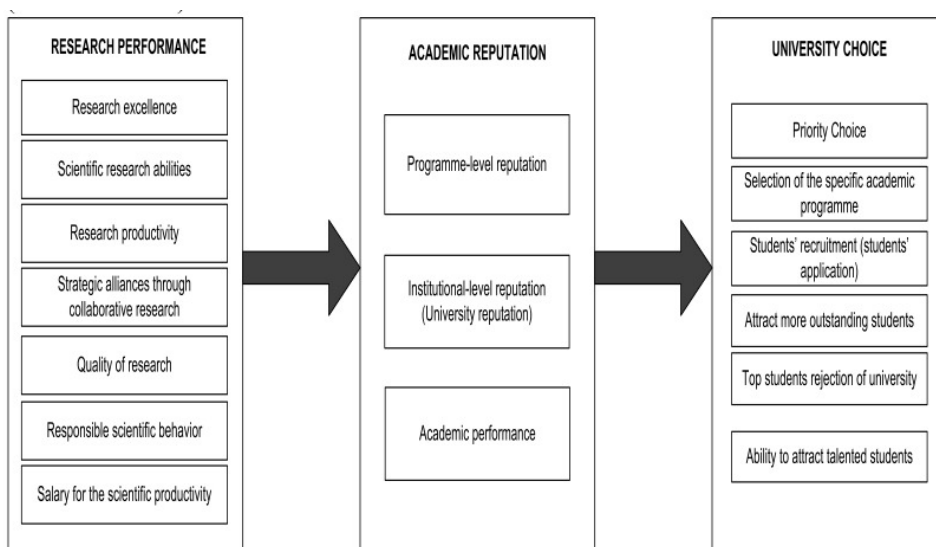 RESEARCH PERFORMANCE
Research excellence
Scientific research abilities
Research productivity
Strategic alliances through
collaborative research
Quality of research
Responsible scientific behavior
Salary for the scientific productivity
ACADEMIC REPUTATION
Programme-level reputation
Institutional-level reputation
(University reputation)
Academic performance
UNIVERSITY CHOICE
Priority Choice
Selection of the specific academic
programme
Students' recruitment (students'
application)
Attract more outstanding students
Top students rejection of university
Ability to attract talented students